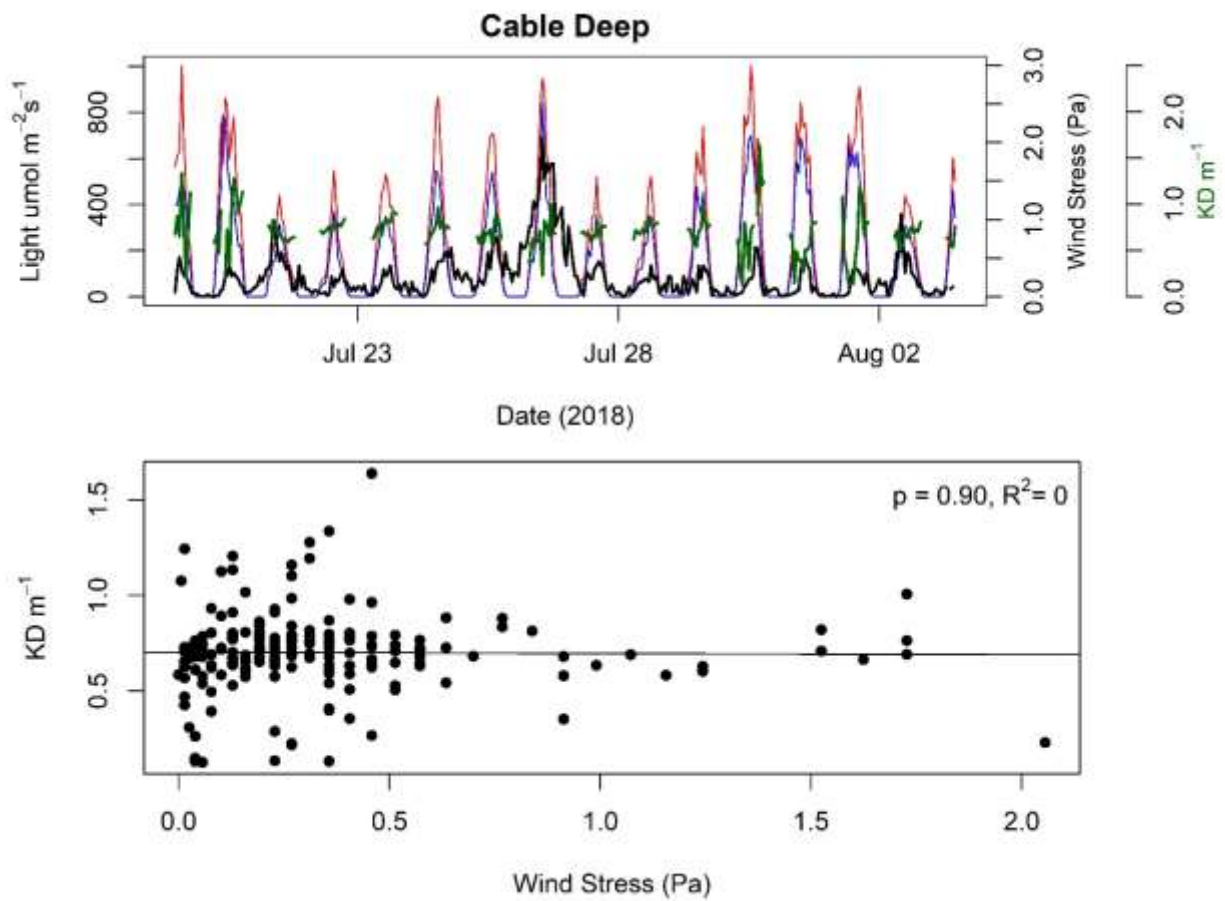 Cable Deep
Light umol m⁻²s⁻¹
0 400 800
Wind Stress (Pa)
0.0 1.0 2.0 3.0
KD m⁻¹
0.0 1.0 2.0
Jul 23 Jul 28 Aug 02
Date (2018)
p = 0.90, R²= 0
KD m⁻¹
0.5 1.0 1.5
0.0 0.5 1.0 1.5 2.0
Wind Stress (Pa)